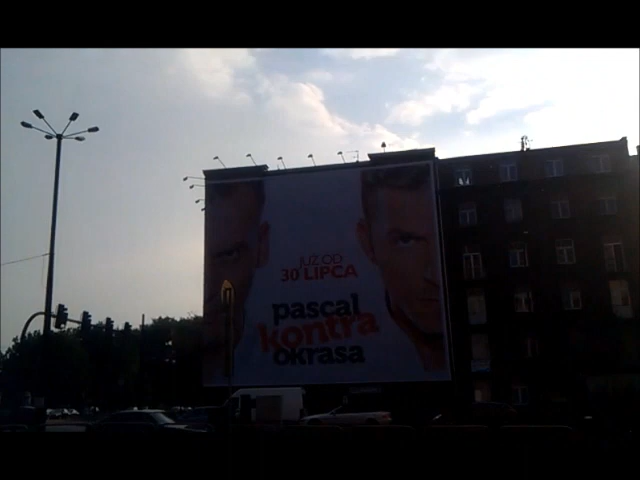 JUŻ OD
30 LIPCA
pascal
kontra
okrasa